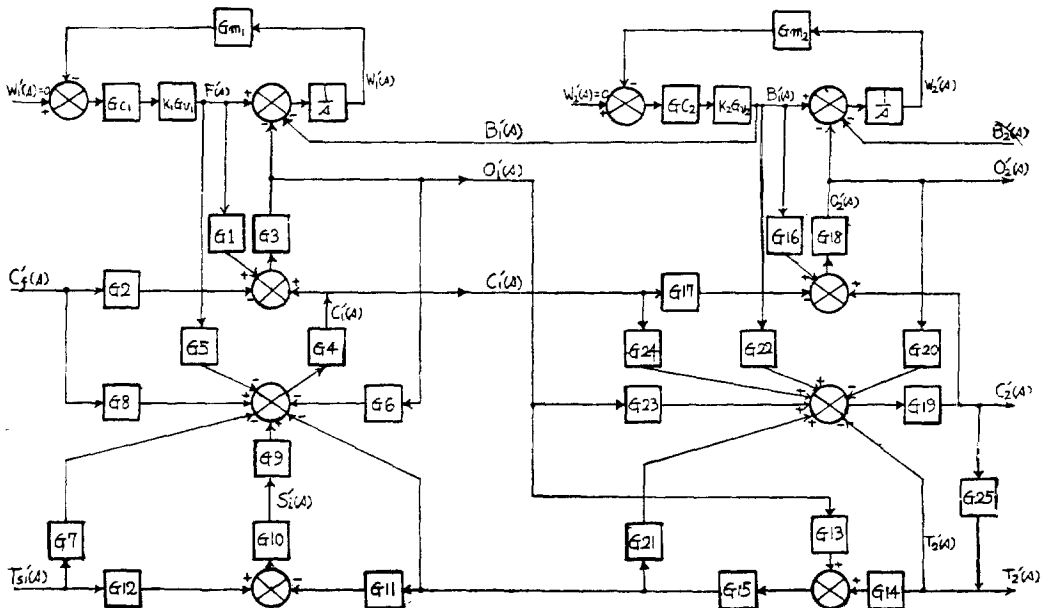 Gm₁
Gm₂
W₁'(s)=0
Gc₁
K₁Gv₁
F'(s)
1/s
W₁'(s)
W₂'(s)=0
Gc₂
K₂Gv₂
B₁'(s)
1/s
W₂'(s)
B₁'(s)
B₂'(s)
O₁'(s)
O₂'(s)
G1
G3
G16
G18
O₂'(s)
C_f'(s)
G2
C₁'(s)
G17
C₁'(s)
G5
G4
G24
G22
G20
G8
G6
G23
G19
C₂'(s)
G9
S₁'(s)
G7
G10
G21
G13
G25
T₂'(s)
Ts₁'(s)
G12
G11
G15
G14
T₂'(s)